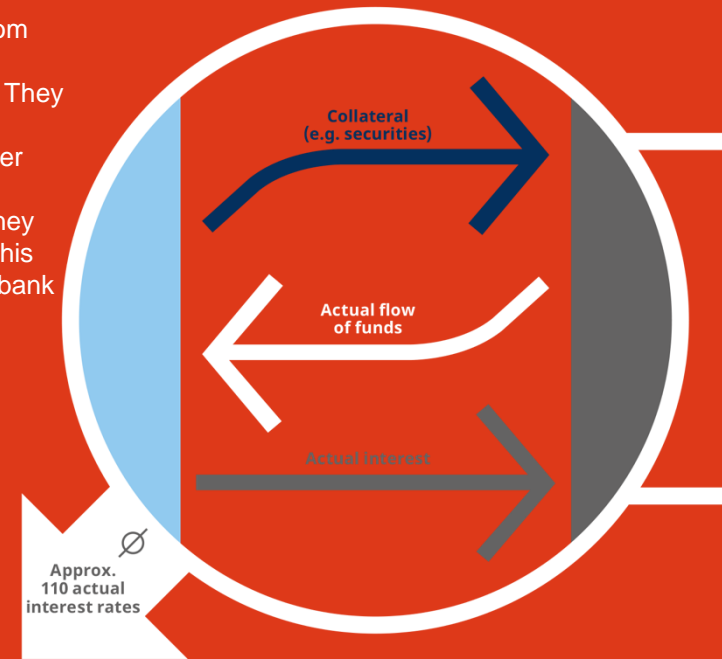 om
They
er
ney
his
bank
Collateral
(e.g. securities)
Actual flow
of funds
Actual interest
Ø
Approx.
110 actual
interest rates